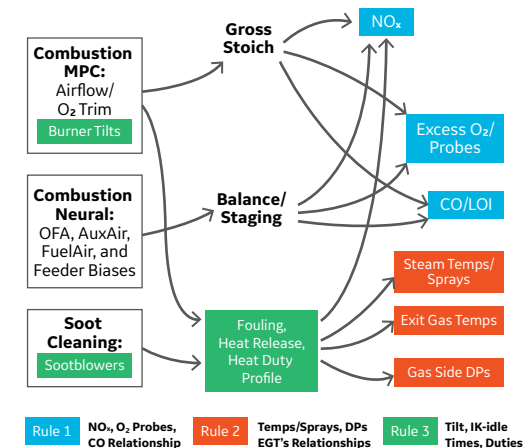 Combustion
MPC:
Airflow/
O₂ Trim
Burner Tilts
Combustion
Neural:
OFA, AuxAir,
FuelAir, and
Feeder Biases
Soot
Cleaning:
Sootblowers
Gross
Stoich
Balance/
Staging
Fouling,
Heat Release,
Heat Duty
Profile
NOₓ
Excess O₂/
Probes
CO/LOI
Steam Temps/
Sprays
Exit Gas Temps
Gas Side DPs
Rule 1
NOₓ, O₂ Probes,
CO Relationship
Rule 2
Temps/Sprays, DPs
EGT's Relationships
Rule 3
Tilt, IK-idle
Times, Duties